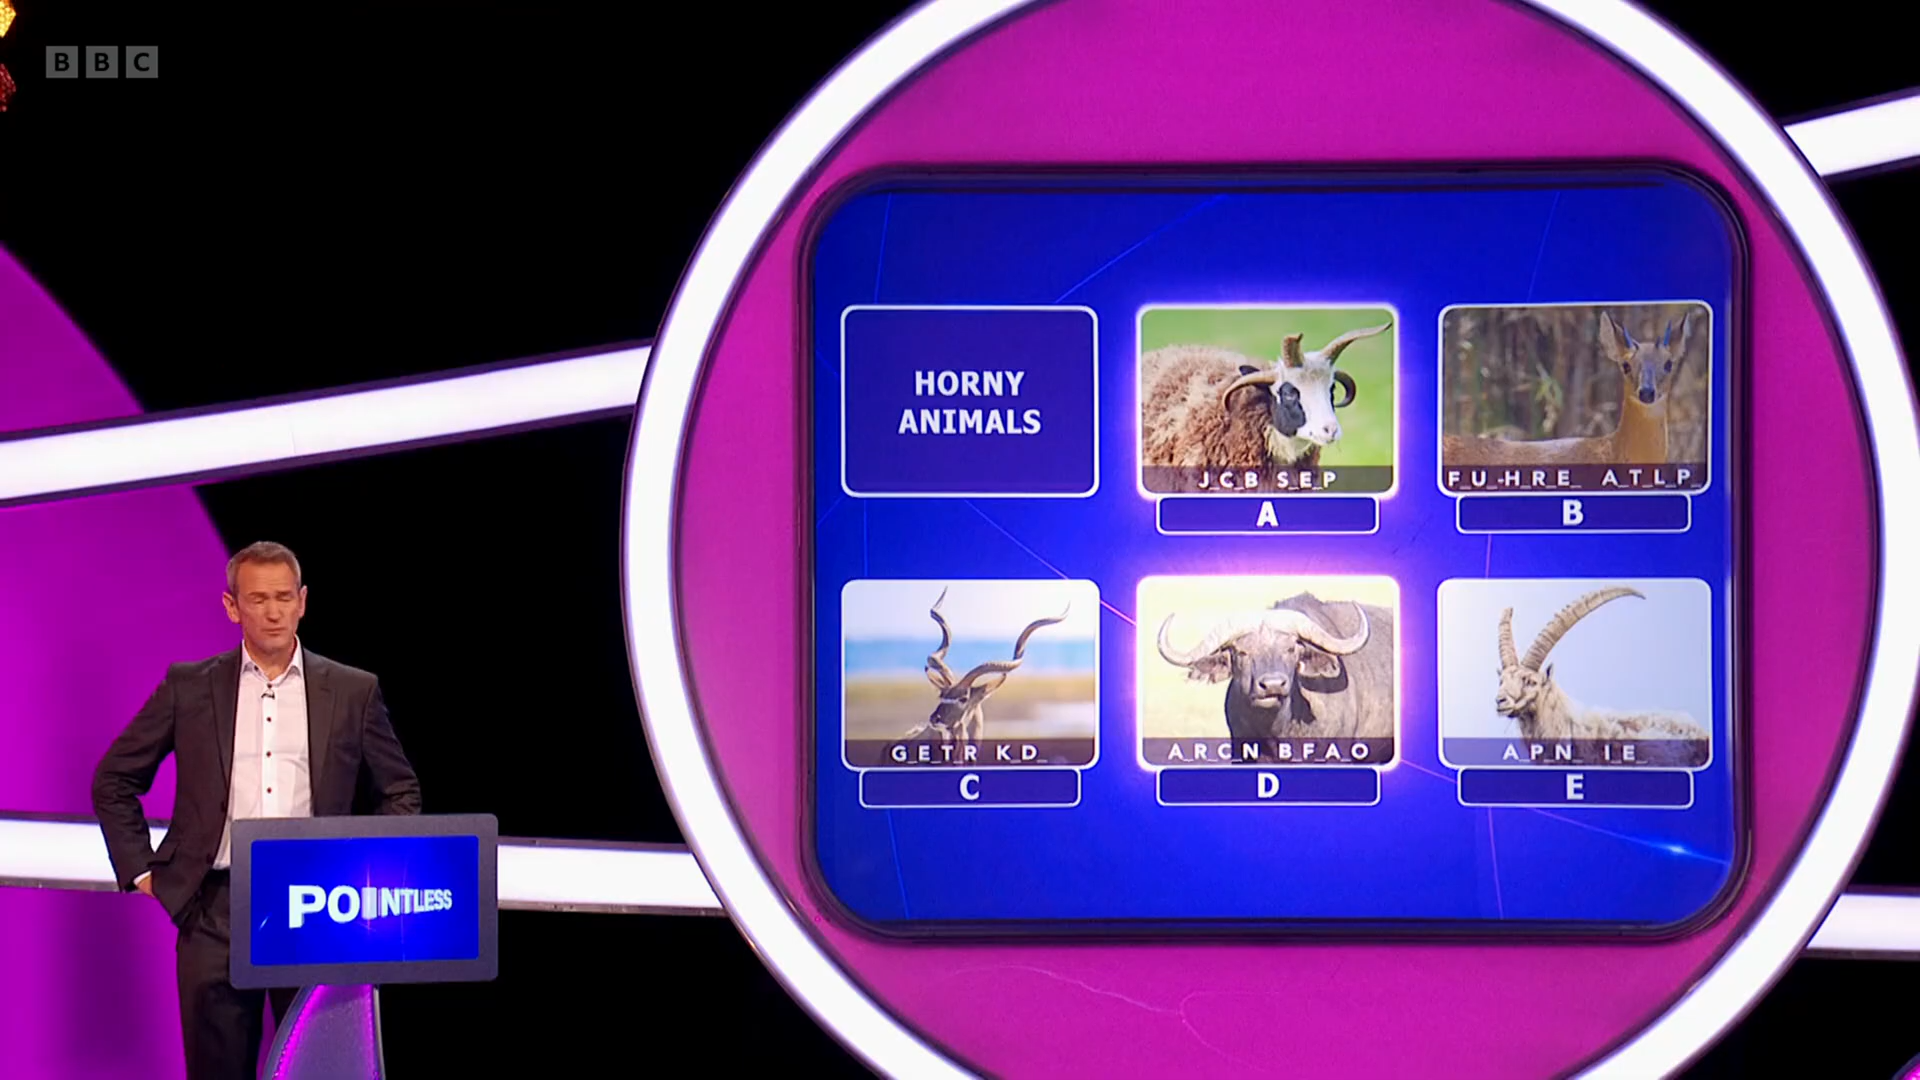 BBC
HORNY
ANIMALS
J_C_B S_E_P
A
F_U_-H_R_E_ A_T_L_P_
B
G_E_T_R K_D_
C
A_R_C_N B_F_A_O
D
A_P_N_ I_E_
E
POINTLESS